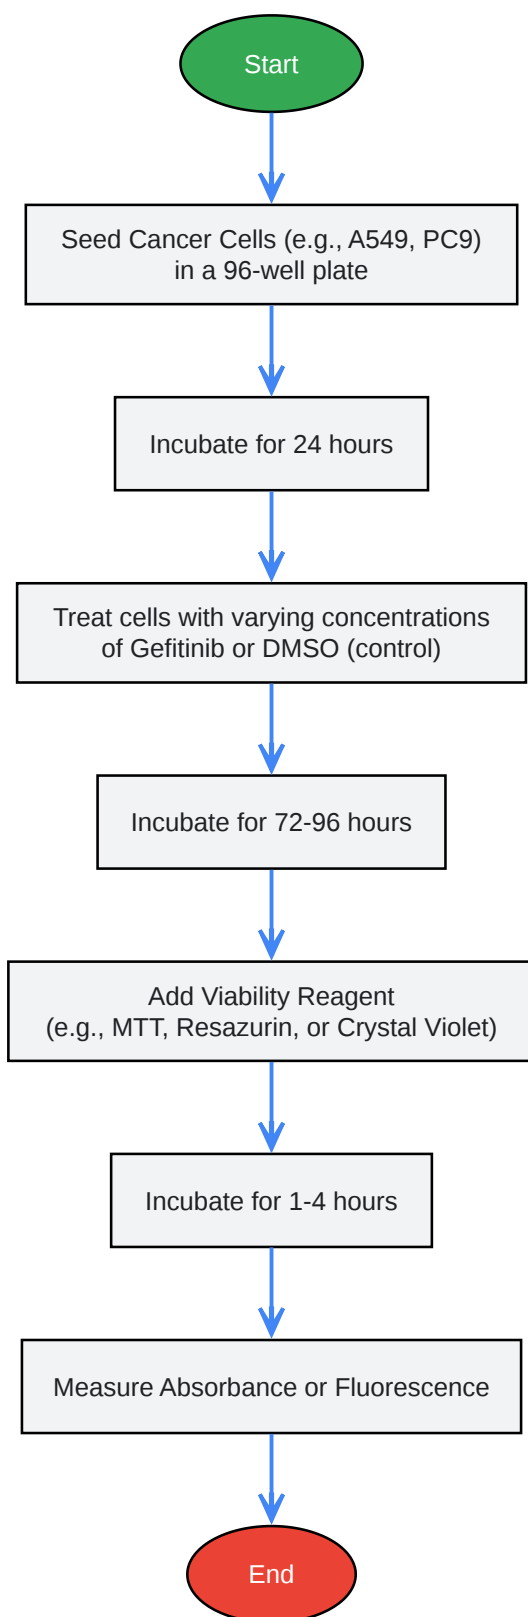 Start
Seed Cancer Cells (e.g., A549, PC9)
in a 96-well plate
Incubate for 24 hours
Treat cells with varying concentrations
of Gefitinib or DMSO (control)
Incubate for 72-96 hours
Add Viability Reagent
(e.g., MTT, Resazurin, or Crystal Violet)
Incubate for 1-4 hours
Measure Absorbance or Fluorescence
End